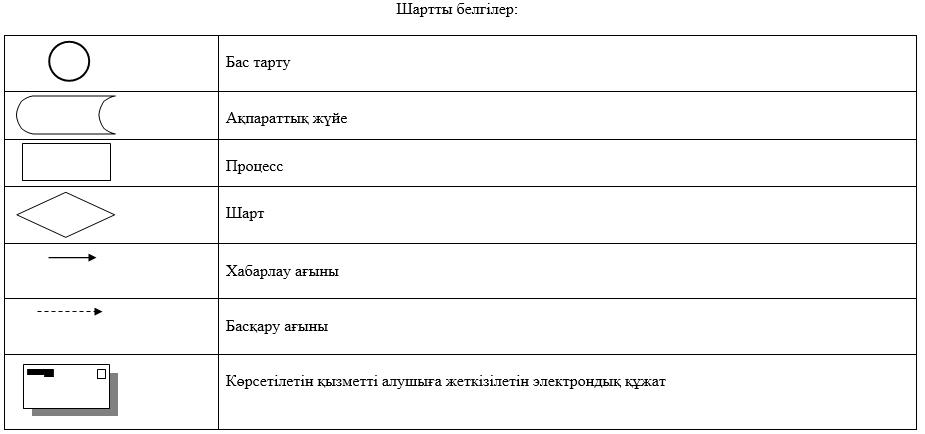 Шартты белгілер:
Бас тарту
Ақпараттық жүйе
Процесс
Шарт
Хабарлау ағыны
Басқару ағыны
Көрсетілетін қызметті алушыға жеткізілетін электрондық құжат